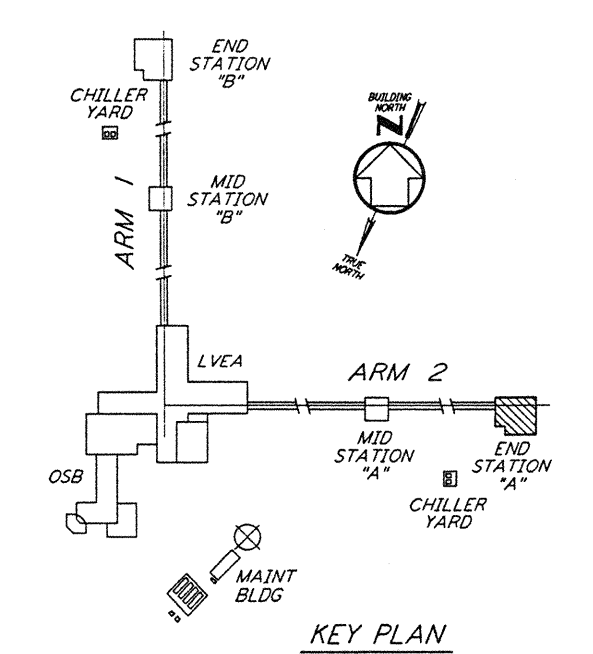 END
STATION
"B"
CHILLER
YARD
BUILDING
NORTH
N
MID
STATION
"B"
ARM 1
TRUE
NORTH
LVEA
ARM 2
MID
STATION
"A"
END
STATION
"A"
OSB
CHILLER
YARD
MAINT
BLDG
KEY PLAN